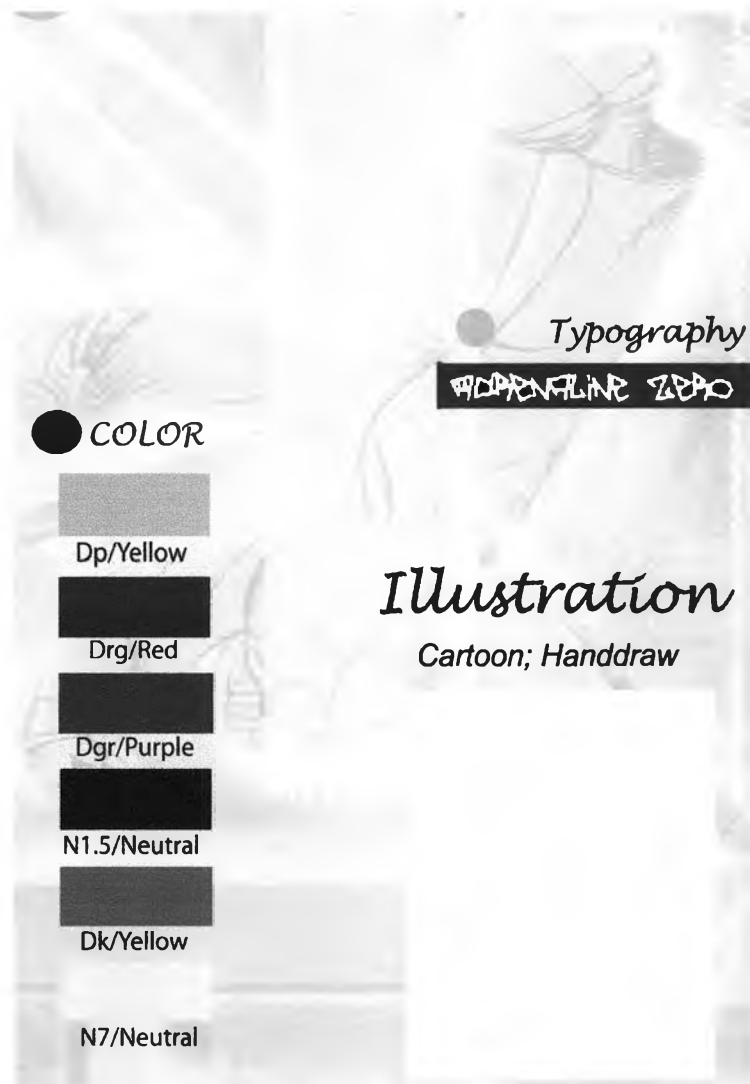 Typography
ADRENALINE ZERO
COLOR
Dp/Yellow
Drg/Red
Dgr/Purple
N1.5/Neutral
Dk/Yellow
N7/Neutral
Illustration
Cartoon; Handdraw